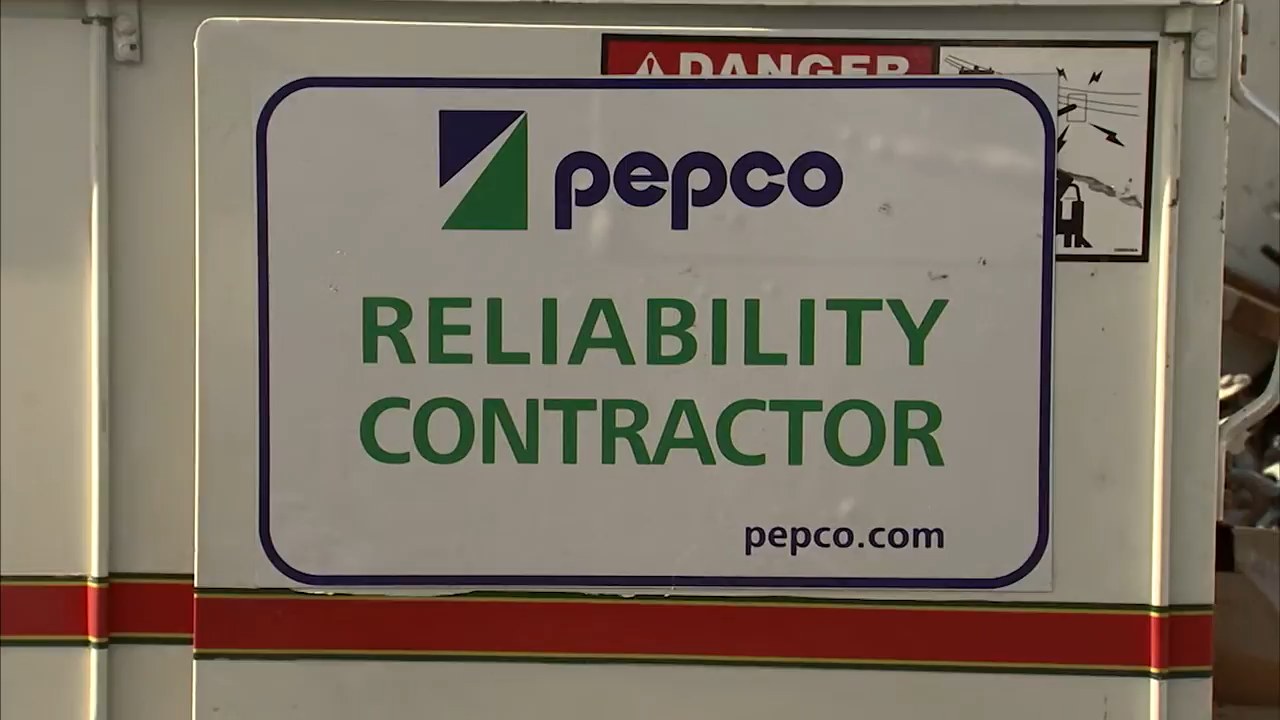 DANGER
pepco
RELIABILITY
CONTRACTOR
pepco.com